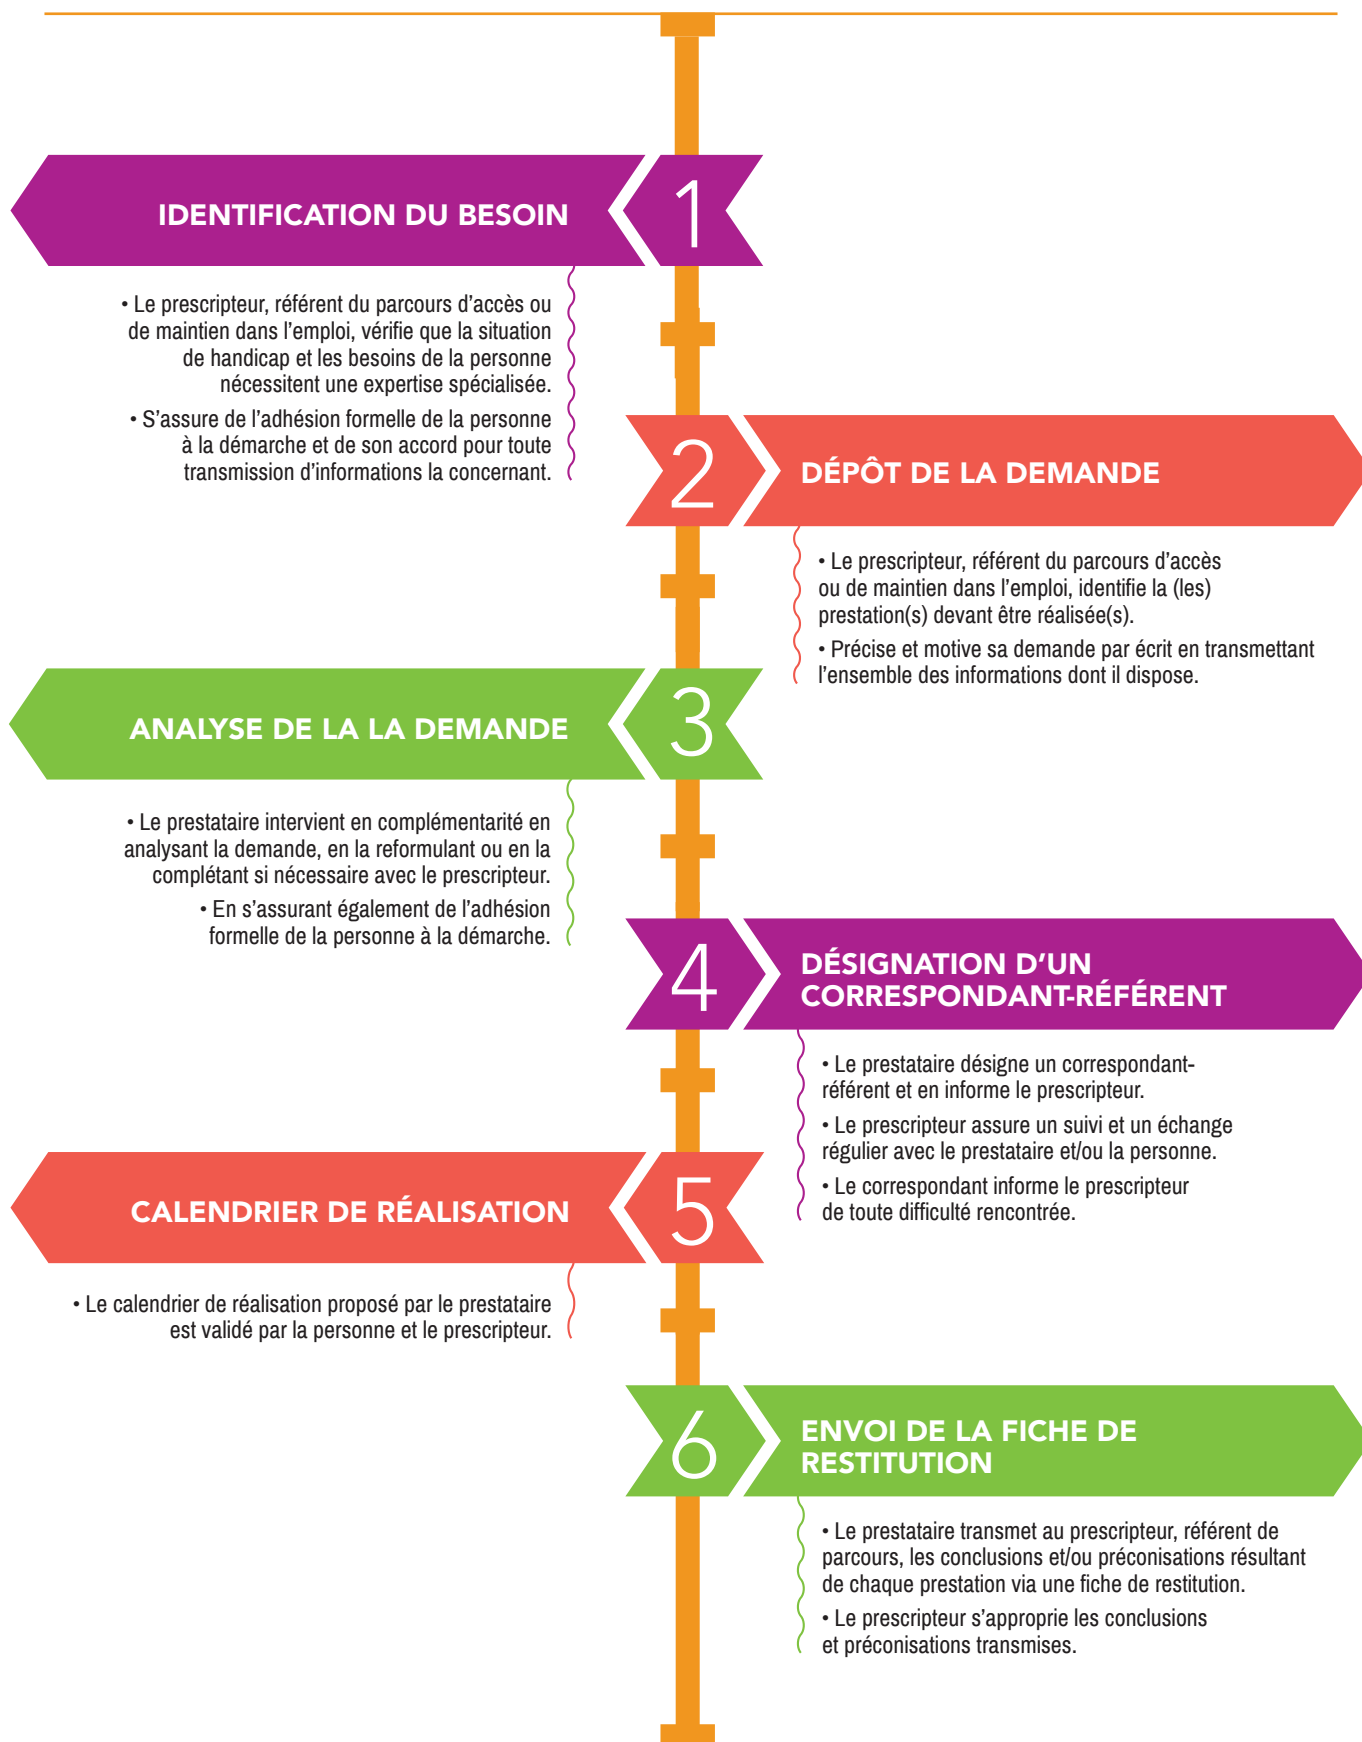 1
IDENTIFICATION DU BESOIN
• Le prescripteur, référent du parcours d’accès ou
de maintien dans l’emploi, vérifie que la situation
de handicap et les besoins de la personne
nécessitent une expertise spécialisée.
• S’assure de l’adhésion formelle de la personne
à la démarche et de son accord pour toute
transmission d’informations la concernant.
2
DÉPÔT DE LA DEMANDE
• Le prescripteur, référent du parcours d’accès
ou de maintien dans l’emploi, identifie la (les)
prestation(s) devant être réalisée(s).
• Précise et motive sa demande par écrit en transmettant
l’ensemble des informations dont il dispose.
3
ANALYSE DE LA LA DEMANDE
• Le prestataire intervient en complémentarité en
analysant la demande, en la reformulant ou en la
complétant si nécessaire avec le prescripteur.
• En s’assurant également de l’adhésion
formelle de la personne à la démarche.
4
DÉSIGNATION D’UN
CORRESPONDANT-RÉFÉRENT
• Le prestataire désigne un correspondant-
référent et en informe le prescripteur.
• Le prescripteur assure un suivi et un échange
régulier avec le prestataire et/ou la personne.
• Le correspondant informe le prescripteur
de toute difficulté rencontrée.
5
CALENDRIER DE RÉALISATION
• Le calendrier de réalisation proposé par le prestataire
est validé par la personne et le prescripteur.
6
ENVOI DE LA FICHE DE
RESTITUTION
• Le prestataire transmet au prescripteur, référent de
parcours, les conclusions et/ou préconisations résultant
de chaque prestation via une fiche de restitution.
• Le prescripteur s’approprie les conclusions
et préconisations transmises.